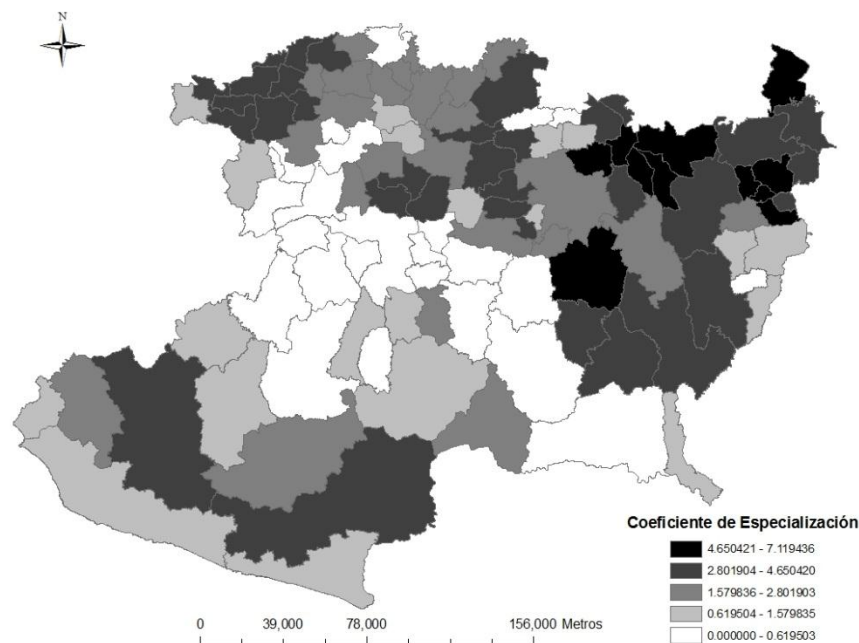 N
Coeficiente de Especialización
4.650421 - 7.119436
2.801904 - 4.650420
1.579836 - 2.801903
0.619504 - 1.579835
0.000000 - 0.619503
0 39,000 78,000 156,000 Metros